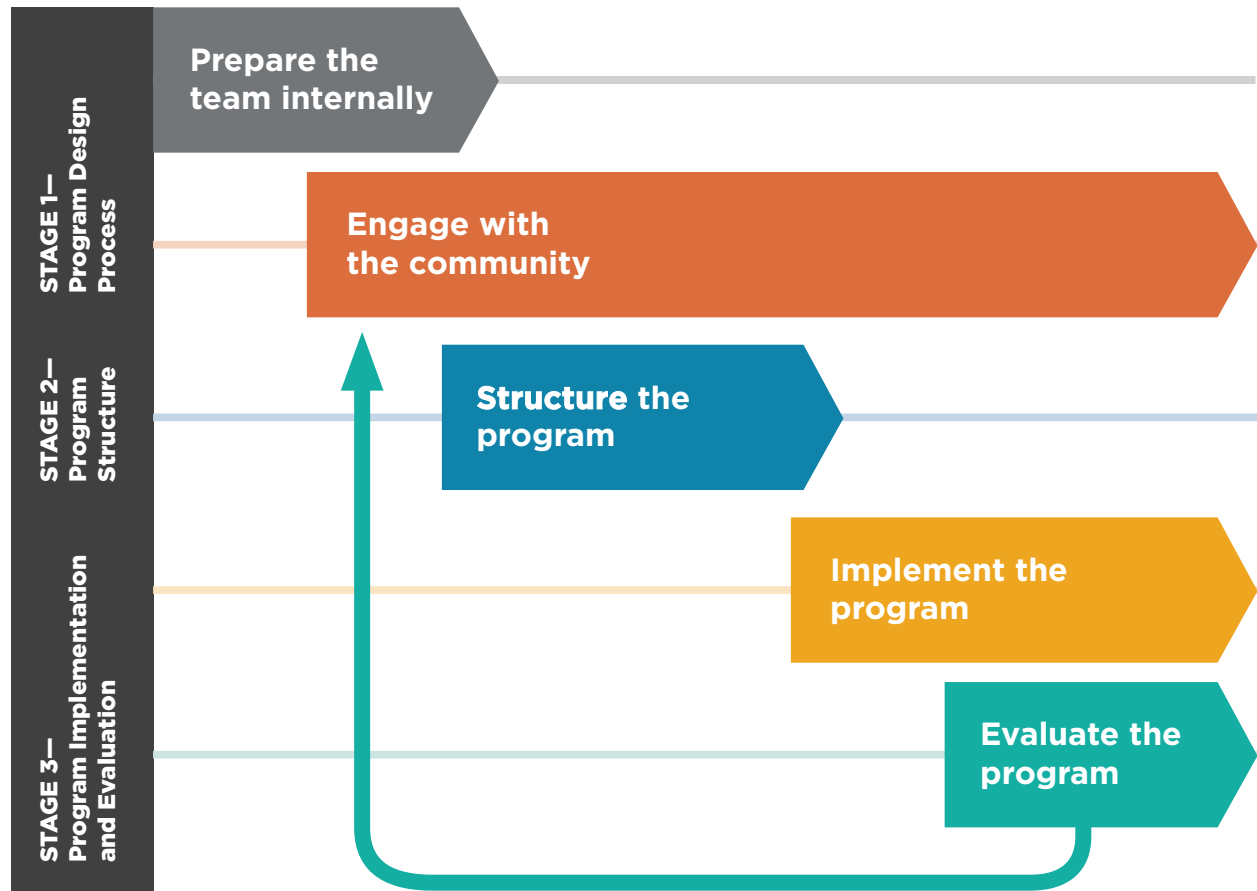 STAGE 1—
Program Design
Process
Prepare the
team internally
Engage with
the community
STAGE 2—
Program
Structure
Structure the
program
STAGE 3—
Program Implementation
and Evaluation
Implement the
program
Evaluate the
program